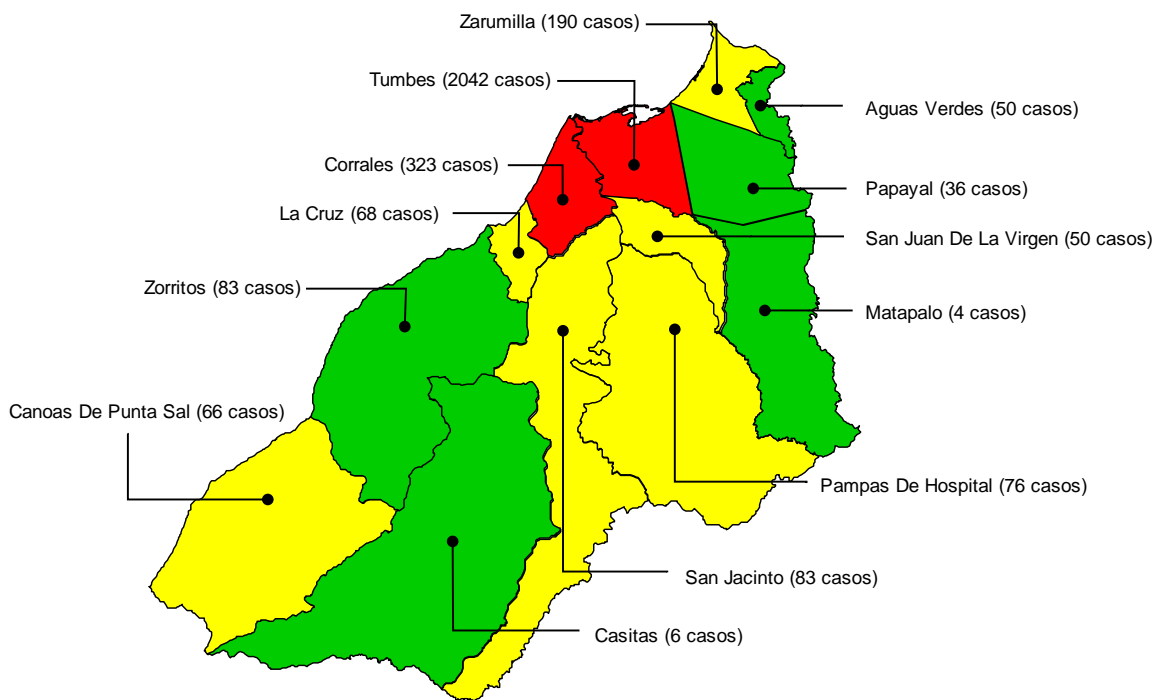 Zarumilla (190 casos)
Tumbes (2042 casos)
Aguas Verdes (50 casos)
Corrales (323 casos)
Papayal (36 casos)
La Cruz (68 casos)
San Juan De La Virgen (50 casos)
Zorritos (83 casos)
Matapalo (4 casos)
Canoas De Punta Sal (66 casos)
Pampas De Hospital (76 casos)
San Jacinto (83 casos)
Casitas (6 casos)